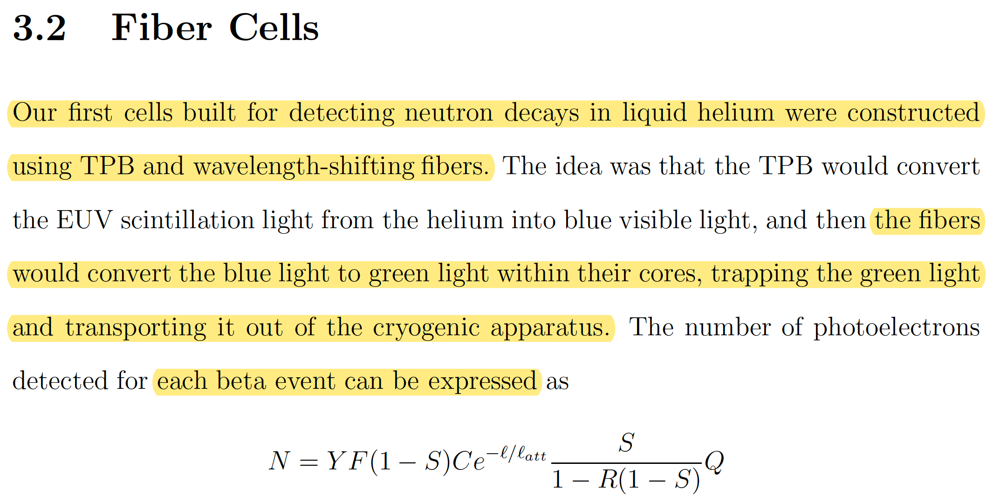 3.2 Fiber Cells
Our first cells built for detecting neutron decays in liquid helium were constructed
using TPB and wavelength-shifting fibers. The idea was that the TPB would convert
the EUV scintillation light from the helium into blue visible light, and then the fibers
would convert the blue light to green light within their cores, trapping the green light
and transporting it out of the cryogenic apparatus. The number of photoelectrons
detected for each beta event can be expressed as
N = YF(1 − S)Ce^{−ℓ/ℓ_{att}} \frac{S}{1 − R(1 − S)} Q